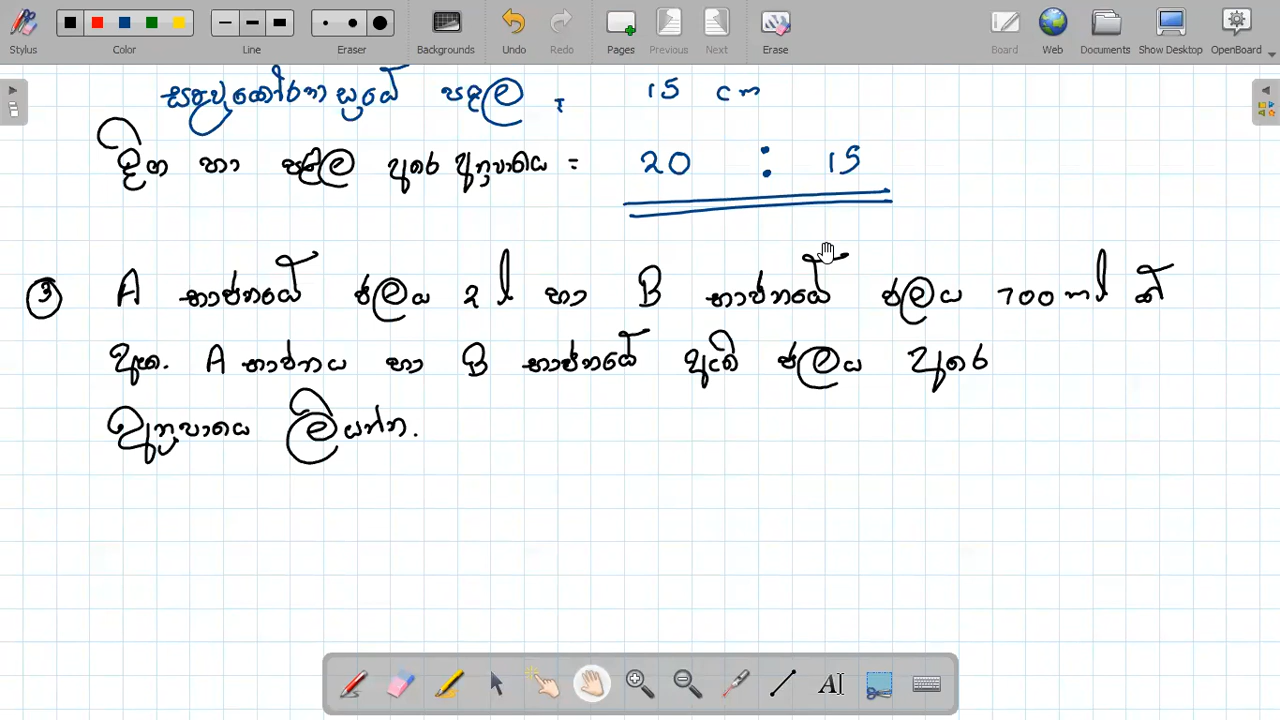 Stylus Color Line Eraser Backgrounds Undo Redo Pages Previous Next Erase Board Web Documents Show Desktop OpenBoard
සෘජුකෝණාස්‍රයේ පළල = 15 cm
දිග හා පළල අතර අනුපාතය = 20 : 15
③ A භාජනයේ ජලය 2 l හා B භාජනයේ ජලය 700 ml ක්
ඇත. A භාජනය හා B භාජනයේ ඇති ජලය අතර
අනුපාතය ලියන්න.